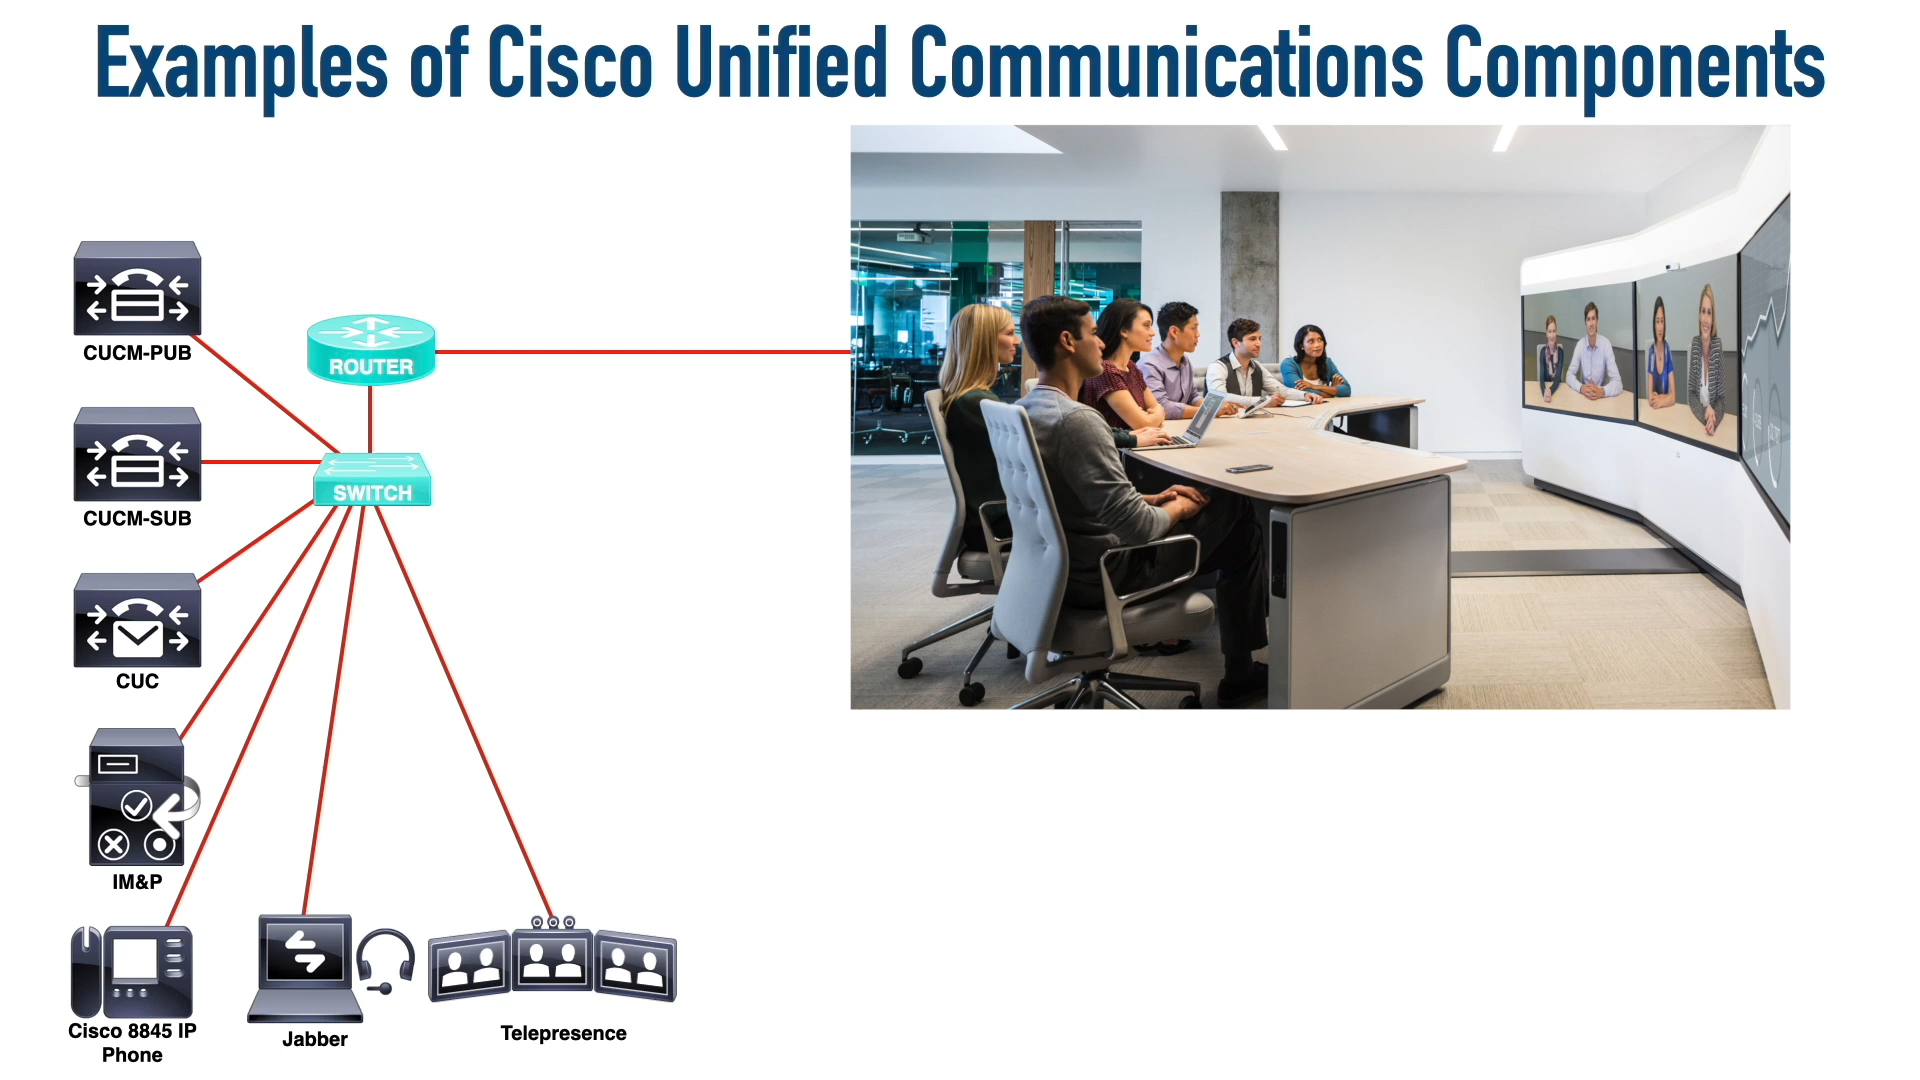 Examples of Cisco Unified Communications Components
CUCM-PUB
ROUTER
CUCM-SUB
SWITCH
CUC
IM&P
Cisco 8845 IP
Phone
Jabber
Telepresence